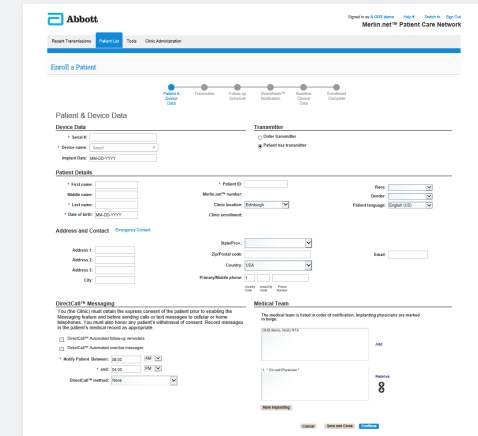 Abbott
Signed in as N OUS demo Help Switch to Sign Out
Merlin.net™ Patient Care Network
Recent Transmissions Patient List Tools Clinic Administration
Enroll a Patient
Patient & Device Data
Transmitter
Follow-up Schedule
DirectAlerts™ Notification
Baseline Clinical Data
Enrollment Complete
Patient & Device Data
Device Data
Transmitter
* Serial #:
Order transmitter
* Device name: Select
Patient has transmitter
Implant Date: MM-DD-YYYY
Patient Details
* First name:
* Patient ID:
Race:
Middle name:
Merlin.net™ number:
Gender:
* Last name:
Clinic location: Edinburgh
Patient language: English (US)
* Date of birth: MM-DD-YYYY
Clinic enrollment:
Address and Contact Emergency Contact
State/Prov.:
Address 1:
Zip/Postal code:
Email:
Address 2:
Country: USA
Address 3:
Primary/Mobile phone: 1
City:
Country Code Area/City Code Phone Number
DirectCall™ Messaging
Medical Team
You (the Clinic) must obtain the express consent of the patient prior to enabling the
Messaging feature and before sending calls or text messages to cellular or home
telephones. You must also honor any patient's withdrawal of consent. Record messages
in the patient's medical record as appropriate.
The medical team is listed in order of notification. Implanting physicians are marked
in beige.
DirectCall™ Automated follow-up reminders
DirectCall™ Automated overdue messages
Add
* Notify Patient Between: 08:00 AM
* and: 04:00 PM
DirectCall™ method: None
1. * On-call Physician *
Remove
Mark Implanting
Cancel Save and Close Continue